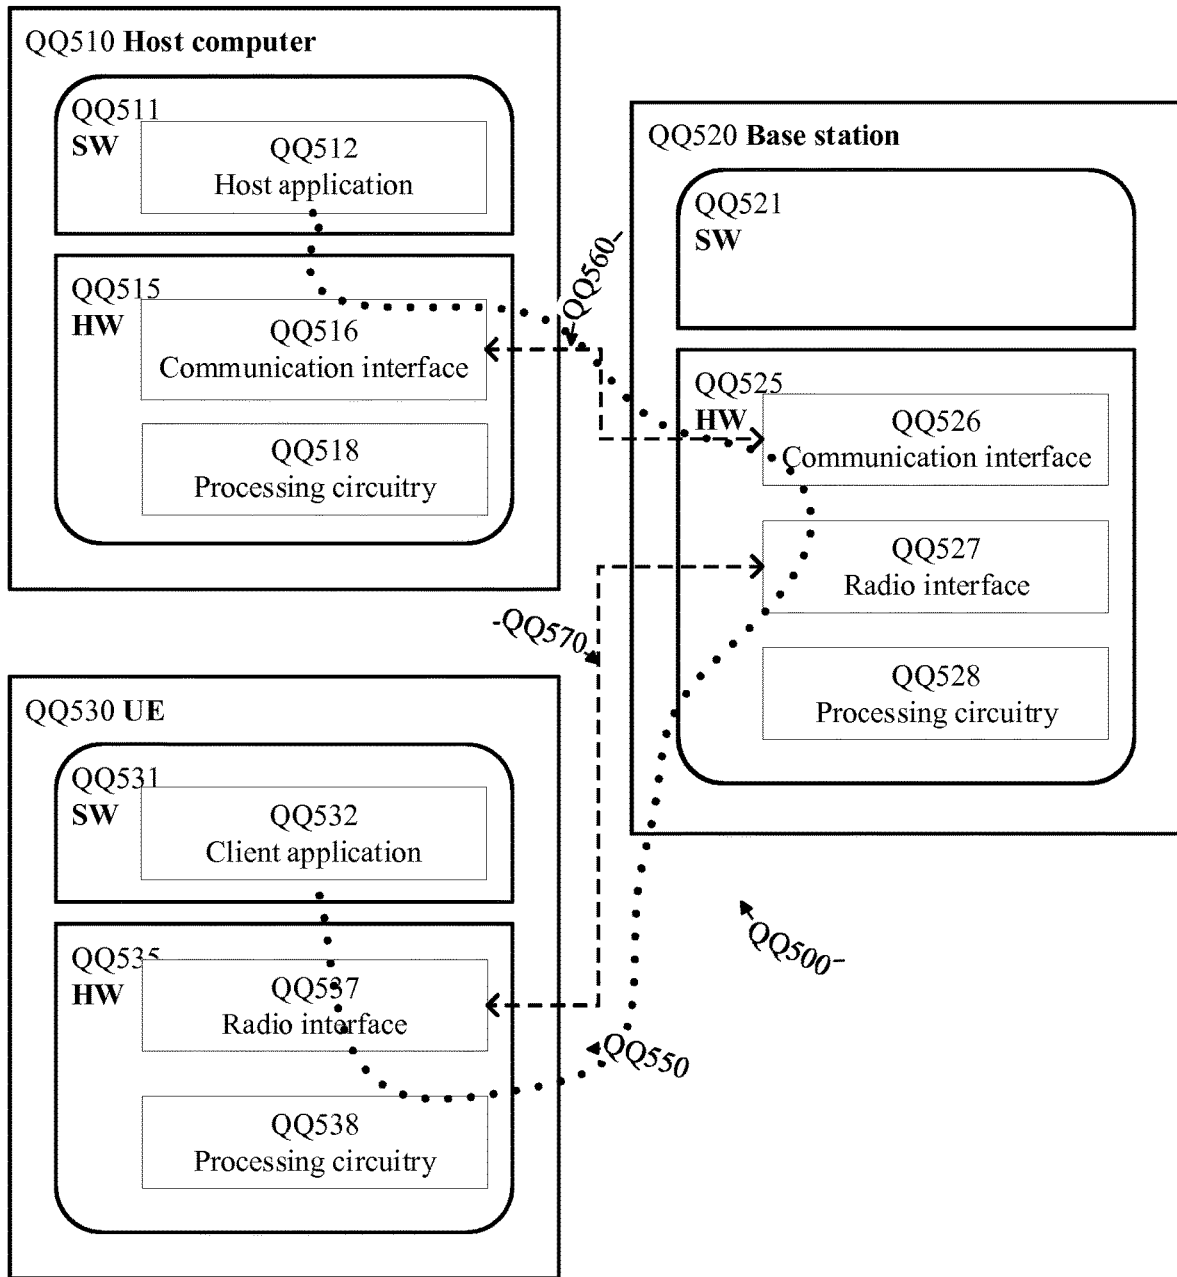 QQ510 Host computer
QQ511
SW
QQ512
Host application
QQ515
HW
QQ516
Communication interface
QQ518
Processing circuitry
QQ560
QQ520 Base station
QQ521
SW
QQ525
HW
QQ526
Communication interface
QQ527
Radio interface
QQ528
Processing circuitry
QQ570
QQ530 UE
QQ531
SW
QQ532
Client application
QQ535
HW
QQ537
Radio interface
QQ538
Processing circuitry
QQ500
QQ550